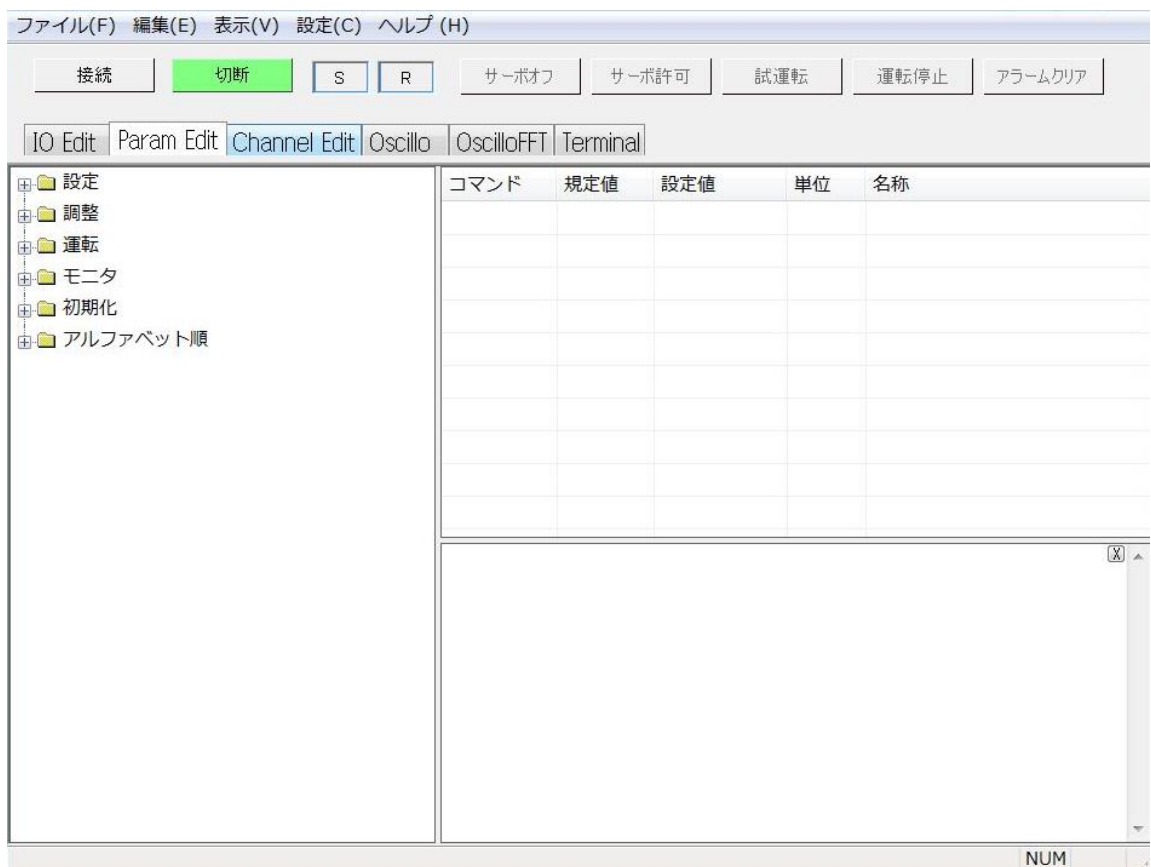 ファイル(F) 編集(E) 表示(V) 設定(C) ヘルプ (H)
接続 切断 S R サーボオフ サーボ許可 試運転 運転停止 アラームクリア
IO Edit Param Edit Channel Edit Oscillo OscilloFFT Terminal
設定
調整
運転
モニタ
初期化
アルファベット順
コマンド 規定値 設定値 単位 名称
X
NUM